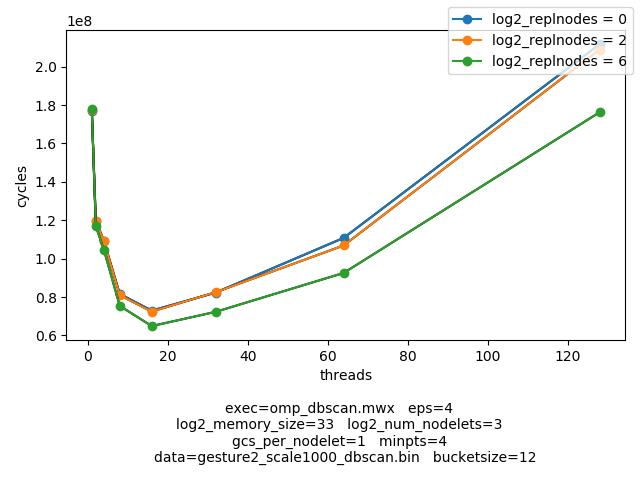 1e8
log2_replnodes = 0
log2_replnodes = 2
log2_replnodes = 6
2.0
1.8
1.6
1.4
1.2
1.0
0.8
0.6
cycles
0 20 40 60 80 100 120
threads
exec=omp_dbscan.mwx eps=4
log2_memory_size=33 log2_num_nodelets=3
gcs_per_nodelet=1 minpts=4
data=gesture2_scale1000_dbscan.bin bucketsize=12